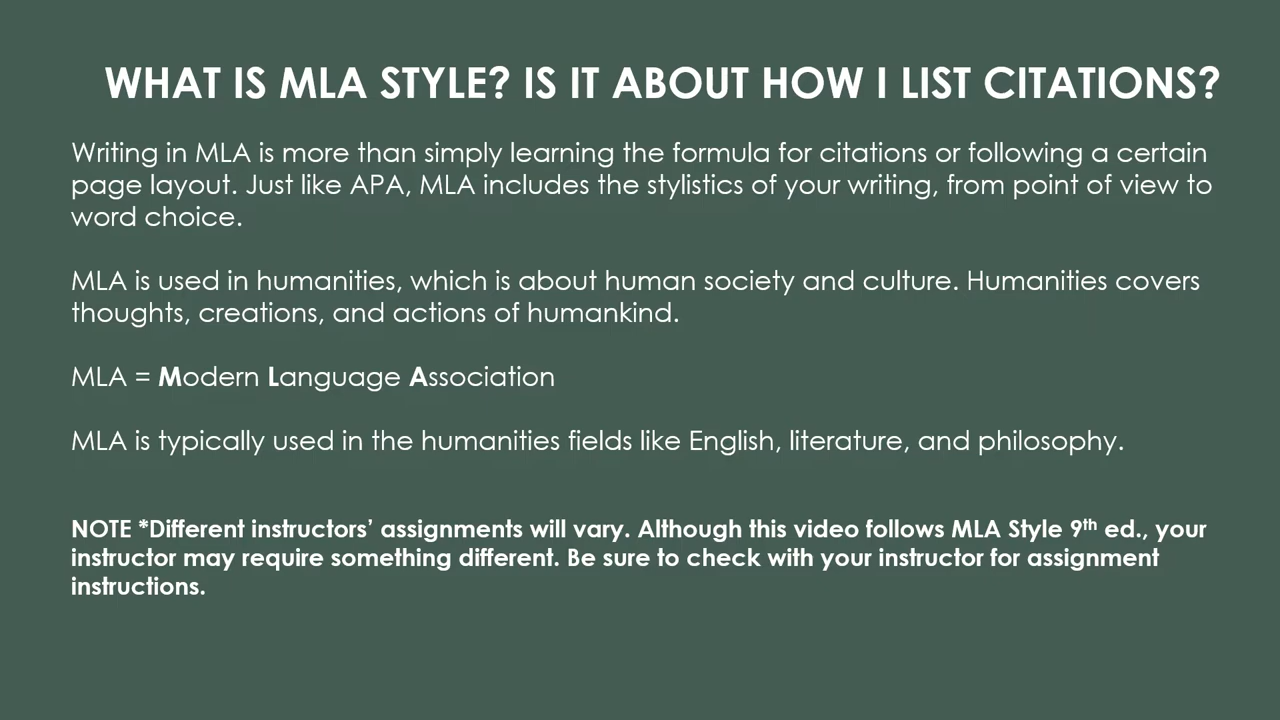 WHAT IS MLA STYLE? IS IT ABOUT HOW I LIST CITATIONS?
Writing in MLA is more than simply learning the formula for citations or following a certain
page layout. Just like APA, MLA includes the stylistics of your writing, from point of view to
word choice.
MLA is used in humanities, which is about human society and culture. Humanities covers
thoughts, creations, and actions of humankind.
MLA = Modern Language Association
MLA is typically used in the humanities fields like English, literature, and philosophy.
NOTE *Different instructors’ assignments will vary. Although this video follows MLA Style 9th ed., your
instructor may require something different. Be sure to check with your instructor for assignment
instructions.